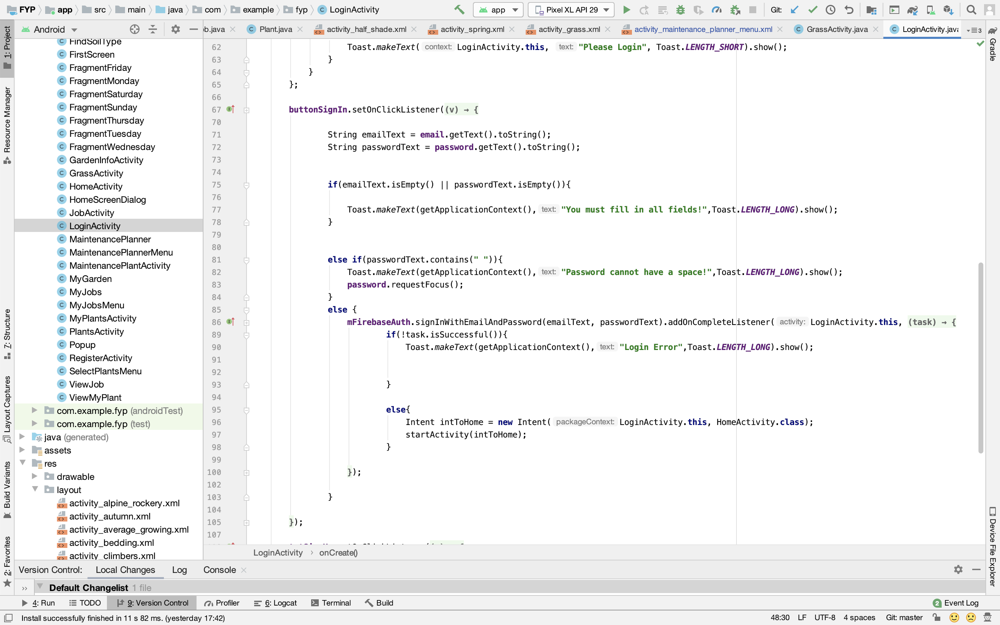 FYP app src main java com example fyp LoginActivity
app Pixel XL API 29 Git:
Android
b.java Plant.java activity_half_shade.xml activity_spring.xml activity_grass.xml activity_maintenance_planner_menu.xml GrassActivity.java LoginActivity.java 3
1: Project
Resource Manager
7: Structure
Layout Captures
Build Variants
2: Favorites
FindSoilType
FirstScreen
FragmentFriday
FragmentMonday
FragmentSaturday
FragmentSunday
FragmentThursday
FragmentTuesday
FragmentWednesday
GardenInfoActivity
GrassActivity
HomeActivity
HomeScreenDialog
JobActivity
LoginActivity
MaintenancePlanner
MaintenancePlannerMenu
MaintenancePlantActivity
MyGarden
MyJobs
MyJobsMenu
MyPlantsActivity
PlantsActivity
Popup
RegisterActivity
SelectPlantsMenu
ViewJob
ViewMyPlant
com.example.fyp (androidTest)
com.example.fyp (test)
java (generated)
assets
res
drawable
layout
activity_alpine_rockery.xml
activity_autumn.xml
activity_average_growing.xml
activity_bedding.xml
activity_climbers.xml
62 Toast.makeText( context: LoginActivity.this, text: "Please Login", Toast.LENGTH_SHORT).show();
63 }
64 }
65 };
66
67 buttonSignIn.setOnClickListener((v) → {
70
71 String emailText = email.getText().toString();
72 String passwordText = password.getText().toString();
73
74
75 if(emailText.isEmpty() || passwordText.isEmpty()){
76
77 Toast.makeText(getApplicationContext(), text: "You must fill in all fields!",Toast.LENGTH_LONG).show();
78 }
79
80
81 else if(passwordText.contains(" ")){
82 Toast.makeText(getApplicationContext(), text: "Password cannot have a space!",Toast.LENGTH_LONG).show();
83 password.requestFocus();
84 }
85 else {
86 mFirebaseAuth.signInWithEmailAndPassword(emailText, passwordText).addOnCompleteListener( activity: LoginActivity.this, (task) → {
89 if(!task.isSuccessful()){
90 Toast.makeText(getApplicationContext(), text: "Login Error",Toast.LENGTH_LONG).show();
91
92
93 }
94
95 else{
96 Intent intToHome = new Intent( packageContext: LoginActivity.this, HomeActivity.class);
97 startActivity(intToHome);
98 }
99
100 });
102
103 }
104
105 });
107
LoginActivity › onCreate()
Gradle
Device File Explorer
Version Control: Local Changes Log Console
Default Changelist 1 file
4: Run TODO 9: Version Control Profiler 6: Logcat Terminal Build 2 Event Log
Install successfully finished in 11 s 82 ms. (yesterday 17:42) 48:30 LF UTF-8 4 spaces Git: master